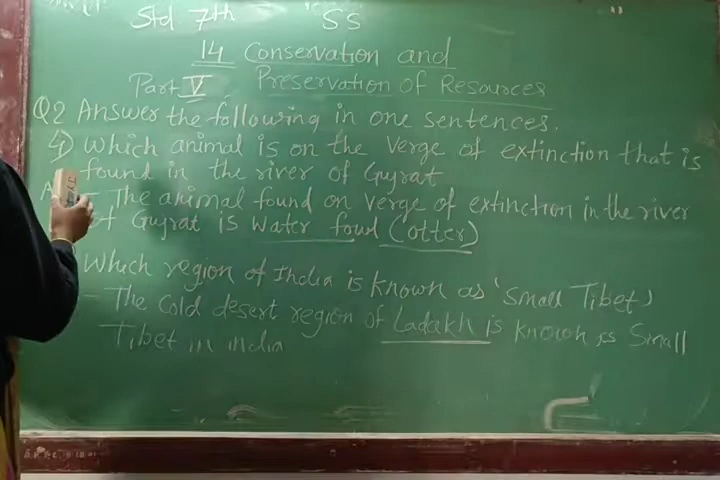 Std 7th SS
14 Conservation and
Part V Preservation of Resources
Q2 Answer the following in one sentences.
4) Which animal is on the verge of extinction that is
found in the river of Gujrat
A - The animal found on verge of extinction in the river
of Gujrat is Water fowl (otter)
Which region of India is known as 'Small Tibet'
- The cold desert region of Ladakh is known is Small
Tibet in india